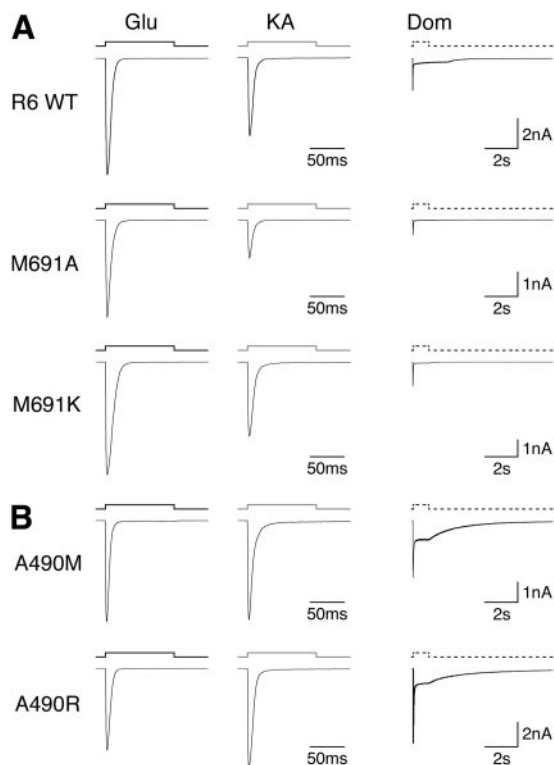 A
Glu KA Dom
R6 WT
2nA
50ms 2s
M691A
1nA
50ms 2s
M691K
1nA
50ms 2s
B
A490M
1nA
50ms 2s
A490R
2nA
50ms 2s